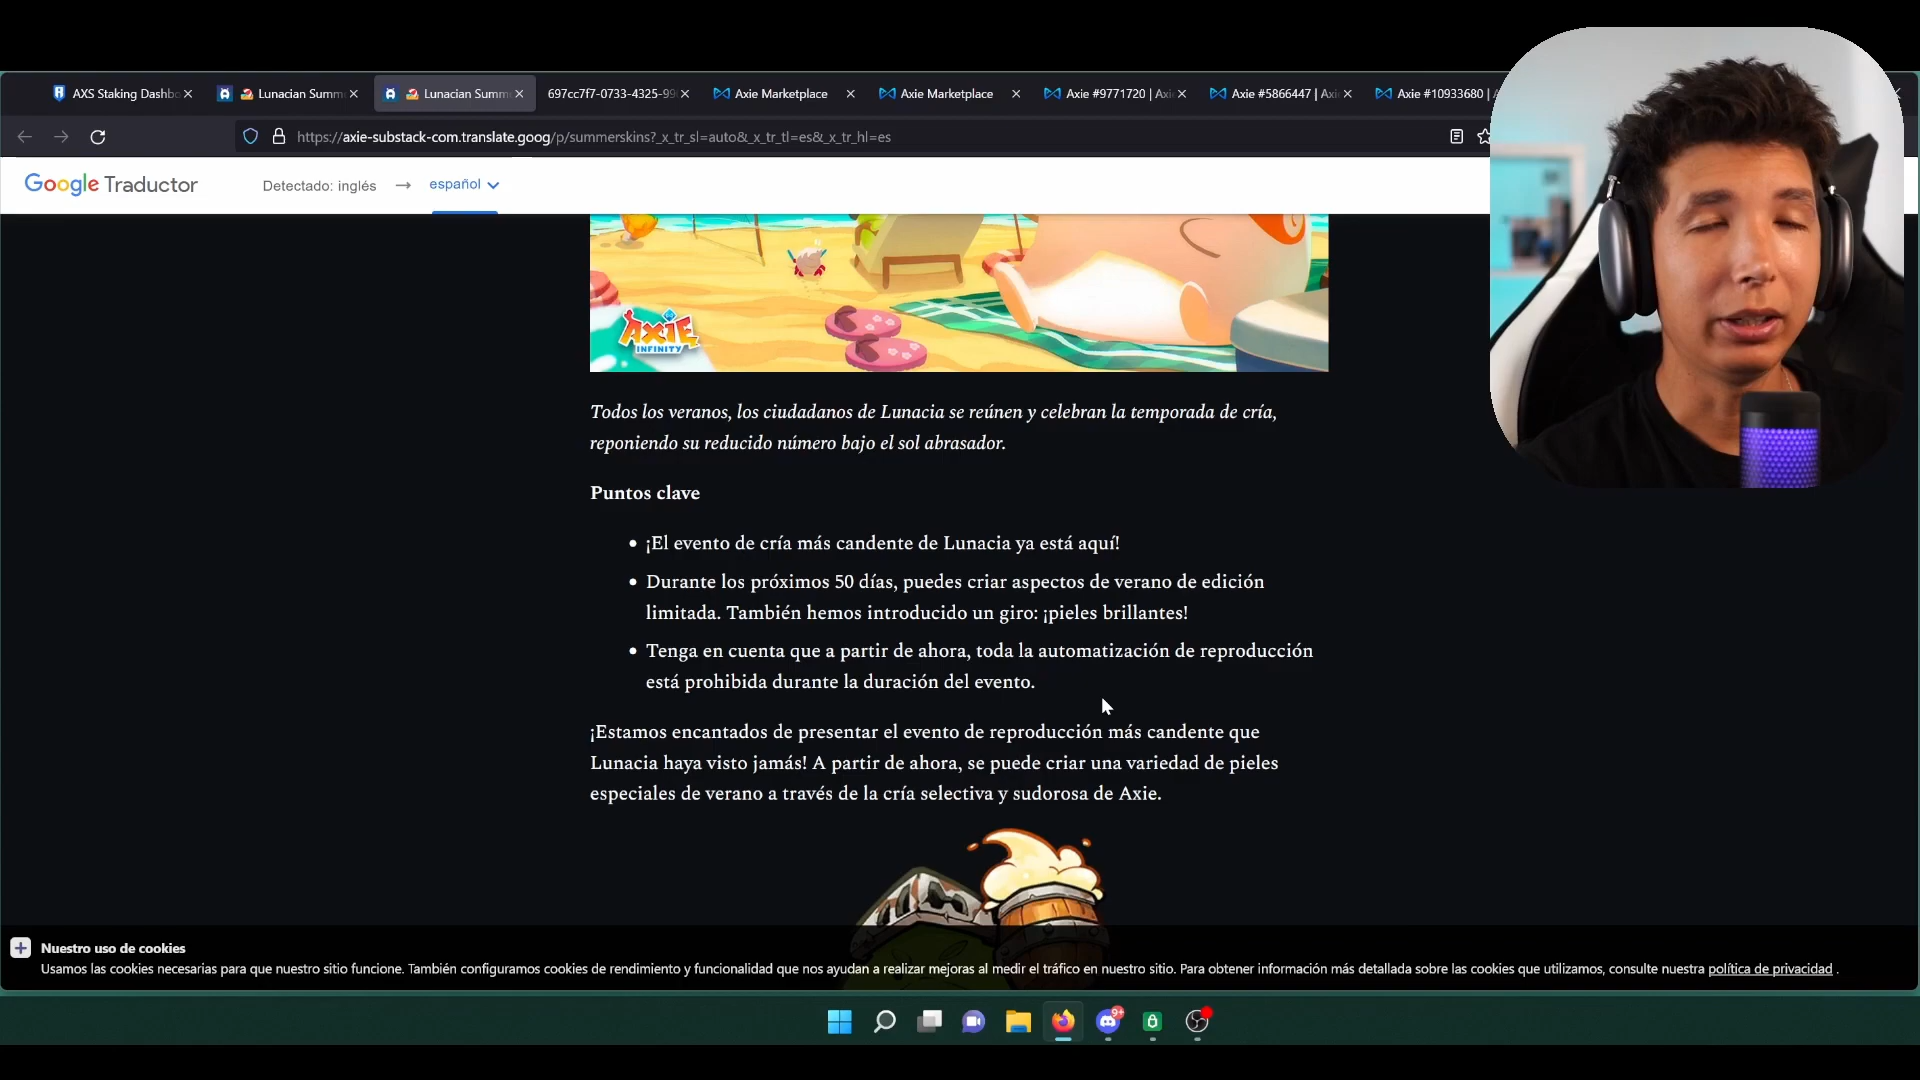 AXS Staking Dashbo
Lunacian Summ
Lunacian Summ
697cc7f7-0733-4325-99
Axie Marketplace
Axie Marketplace
Axie #9771720 | Axi
Axie #5866447 | Axi
Axie #10933680 |
https://axie-substack-com.translate.goog/p/summerskins?_x_tr_sl=auto&_x_tr_tl=es&_x_tr_hl=es
Google Traductor
Detectado: inglés → español
AXIE
INFINITY
Todos los veranos, los ciudadanos de Lunacia se reúnen y celebran la temporada de cría,
reponiendo su reducido número bajo el sol abrasador.
Puntos clave
• ¡El evento de cría más candente de Lunacia ya está aquí!
• Durante los próximos 50 días, puedes criar aspectos de verano de edición
limitada. También hemos introducido un giro: ¡pieles brillantes!
• Tenga en cuenta que a partir de ahora, toda la automatización de reproducción
está prohibida durante la duración del evento.
¡Estamos encantados de presentar el evento de reproducción más candente que
Lunacia haya visto jamás! A partir de ahora, se puede criar una variedad de pieles
especiales de verano a través de la cría selectiva y sudorosa de Axie.
Nuestro uso de cookies
Usamos las cookies necesarias para que nuestro sitio funcione. También configuramos cookies de rendimiento y funcionalidad que nos ayudan a realizar mejoras al medir el tráfico en nuestro sitio. Para obtener información más detallada sobre las cookies que utilizamos, consulte nuestra política de privacidad .
9+